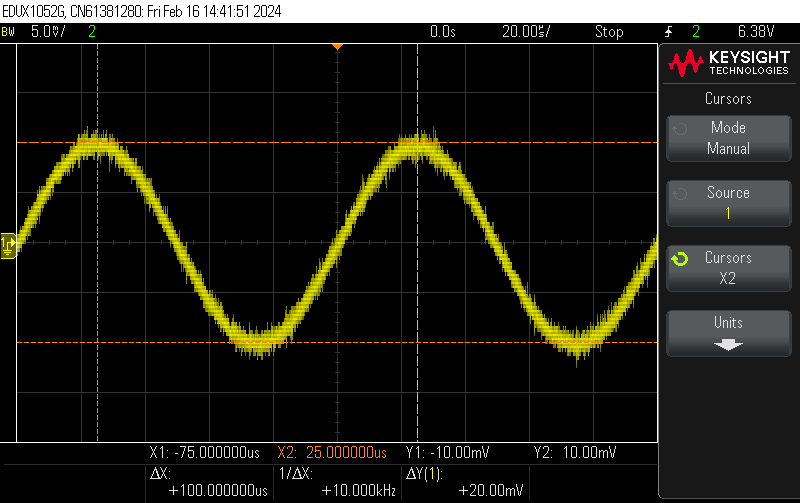 EDUX1052G, CN61381280: Fri Feb 16 14:41:51 2024
BW 5.0V/ 2 0.0s 20.00s/ Stop 2 6.38V
KEYSIGHT
TECHNOLOGIES
Cursors
Mode
Manual
Source
1
Cursors
X2
Units
1
X1: -75.000000us X2: 25.000000us Y1: -10.00mV Y2: 10.00mV
ΔX: 1/ΔX: ΔY(1):
+100.000000us +10.000kHz +20.00mV